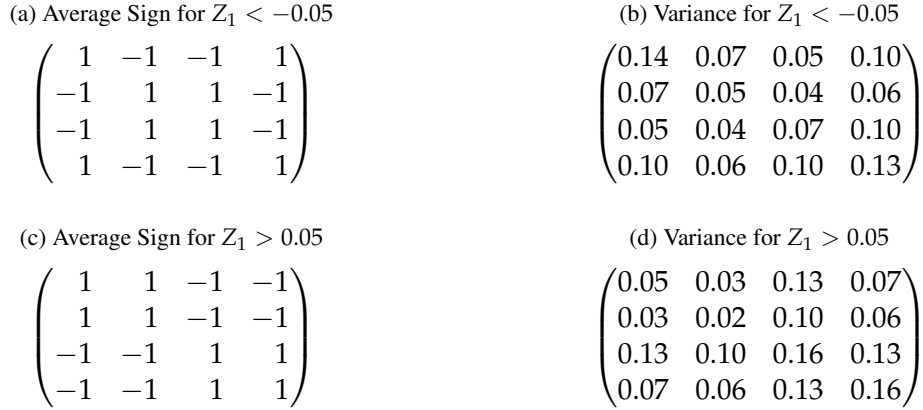 (a) Average Sign for Z₁ < −0.05
1 −1 −1 1
−1 1 1 −1
−1 1 1 −1
1 −1 −1 1
(b) Variance for Z₁ < −0.05
0.14 0.07 0.05 0.10
0.07 0.05 0.04 0.06
0.05 0.04 0.07 0.10
0.10 0.06 0.10 0.13
(c) Average Sign for Z₁ > 0.05
1 1 −1 −1
1 1 −1 −1
−1 −1 1 1
−1 −1 1 1
(d) Variance for Z₁ > 0.05
0.05 0.03 0.13 0.07
0.03 0.02 0.10 0.06
0.13 0.10 0.16 0.13
0.07 0.06 0.13 0.16